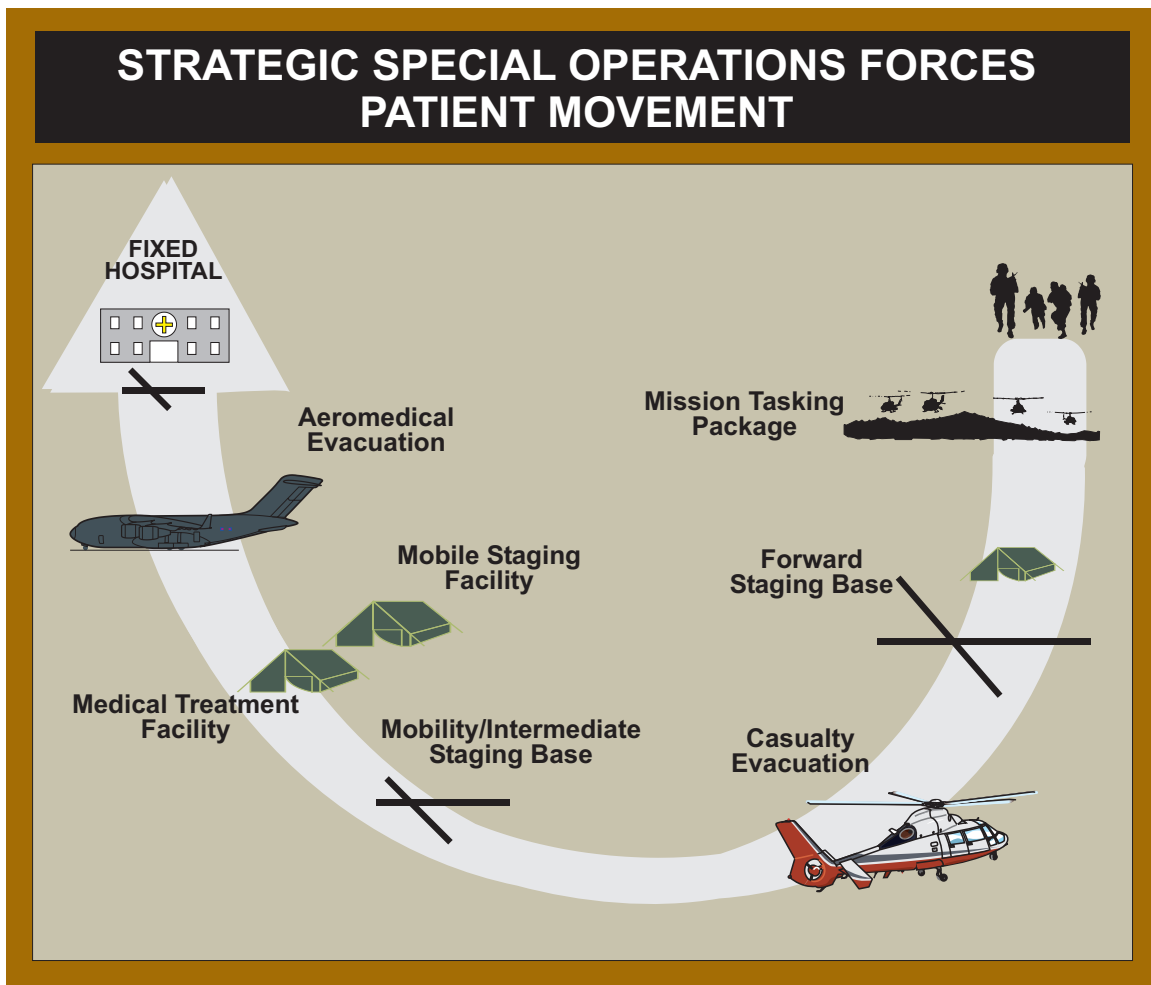 STRATEGIC SPECIAL OPERATIONS FORCES
PATIENT MOVEMENT
FIXED
HOSPITAL
Aeromedical
Evacuation
Mission Tasking
Package
Mobile Staging
Facility
Forward
Staging Base
Medical Treatment
Facility
Mobility/Intermediate
Staging Base
Casualty
Evacuation